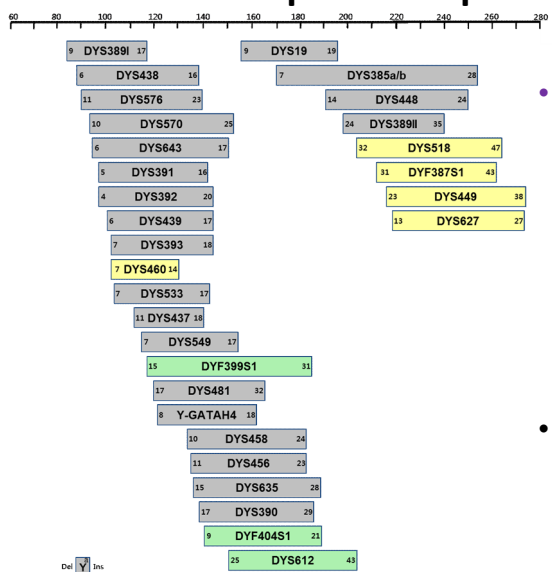 60 80 100 120 140 160 180 200 220 240 260 280
9 DYS389I 17 9 DYS19 19
6 DYS438 16 7 DYS385a/b 28
11 DYS576 23 14 DYS448 24
10 DYS570 25 24 DYS389II 35
6 DYS643 17 32 DYS518 47
5 DYS391 16 31 DYF387S1 43
4 DYS392 20 23 DYS449 38
6 DYS439 17 13 DYS627 27
7 DYS393 18
7 DYS460 14
7 DYS533 17
11 DYS437 18
7 DYS549 17
15 DYF399S1 31
17 DYS481 32
8 Y-GATAH4 18
10 DYS458 24
11 DYS456 23
15 DYS635 28
17 DYS390 29
9 DYF404S1 21
25 DYS612 43
Del Y Ins